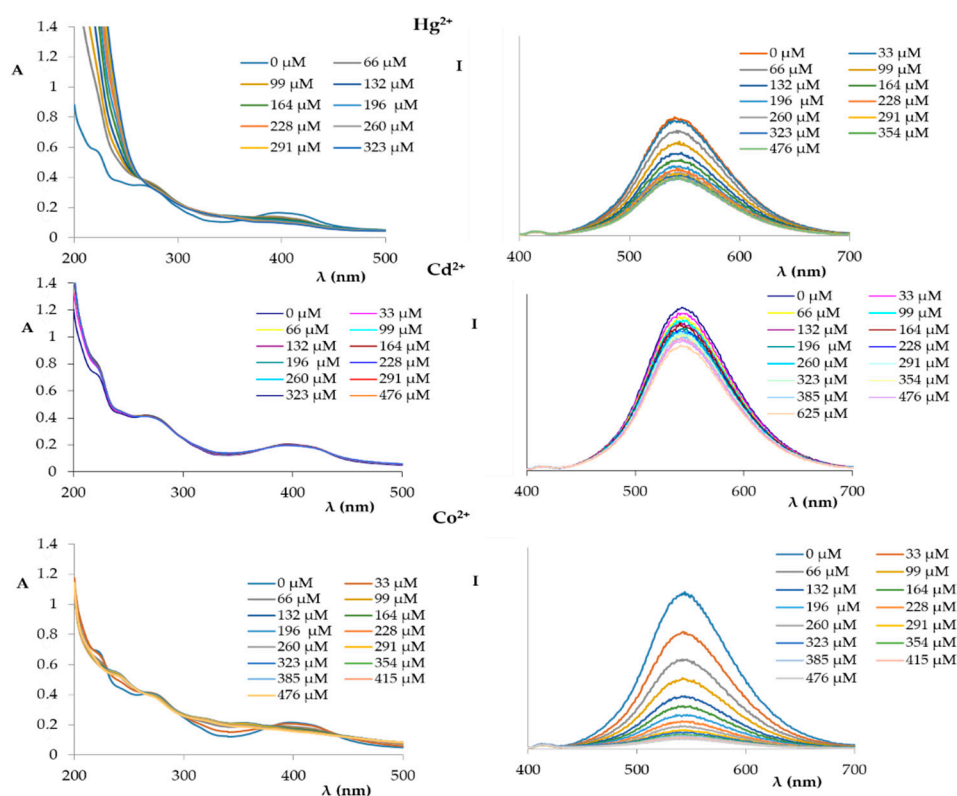 Hg²⁺
A
1.4
1.2
1
0.8
0.6
0.4
0.2
0
200 300 400 500
λ (nm)
0 μM 66 μM
99 μM 132 μM
164 μM 196 μM
228 μM 260 μM
291 μM 323 μM
I
0 μM 33 μM
66 μM 99 μM
132 μM 164 μM
196 μM 228 μM
260 μM 291 μM
323 μM 354 μM
476 μM
400 500 600 700
λ (nm)
Cd²⁺
A
1.4
1.2
1
0.8
0.6
0.4
0.2
0
200 300 400 500
λ (nm)
0 μM 33 μM
66 μM 99 μM
132 μM 164 μM
196 μM 228 μM
260 μM 291 μM
323 μM 476 μM
I
0 μM 33 μM
66 μM 99 μM
132 μM 164 μM
196 μM 228 μM
260 μM 291 μM
323 μM 354 μM
385 μM 476 μM
625 μM
400 500 600 700
λ (nm)
Co²⁺
A
1.4
1.2
1
0.8
0.6
0.4
0.2
0
200 300 400 500
λ (nm)
0 μM 33 μM
66 μM 99 μM
132 μM 164 μM
196 μM 228 μM
260 μM 291 μM
323 μM 354 μM
385 μM 415 μM
476 μM
I
0 μM 33 μM
66 μM 99 μM
132 μM 164 μM
196 μM 228 μM
260 μM 291 μM
323 μM 354 μM
385 μM 415 μM
476 μM
400 500 600 700
λ (nm)